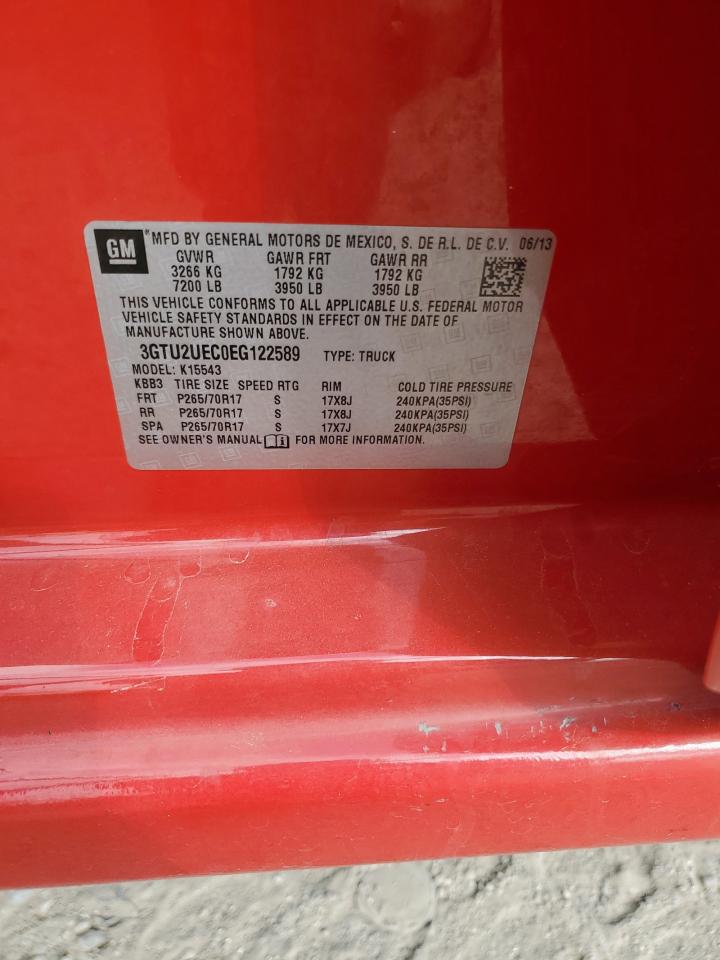 GM
MFD BY GENERAL MOTORS DE MEXICO, S. DE R.L. DE C.V. 06/13
GVWR GAWR FRT GAWR RR
3266 KG 1792 KG 1792 KG
7200 LB 3950 LB 3950 LB
THIS VEHICLE CONFORMS TO ALL APPLICABLE U.S. FEDERAL MOTOR
VEHICLE SAFETY STANDARDS IN EFFECT ON THE DATE OF
MANUFACTURE SHOWN ABOVE.
3GTU2UEC0EG122589 TYPE: TRUCK
MODEL: K15543
KBB3 TIRE SIZE SPEED RTG RIM COLD TIRE PRESSURE
FRT P265/70R17 S 17X8J 240KPA(35PSI)
RR P265/70R17 S 17X8J 240KPA(35PSI)
SPA P265/70R17 S 17X7J 240KPA(35PSI)
SEE OWNER'S MANUAL FOR MORE INFORMATION.